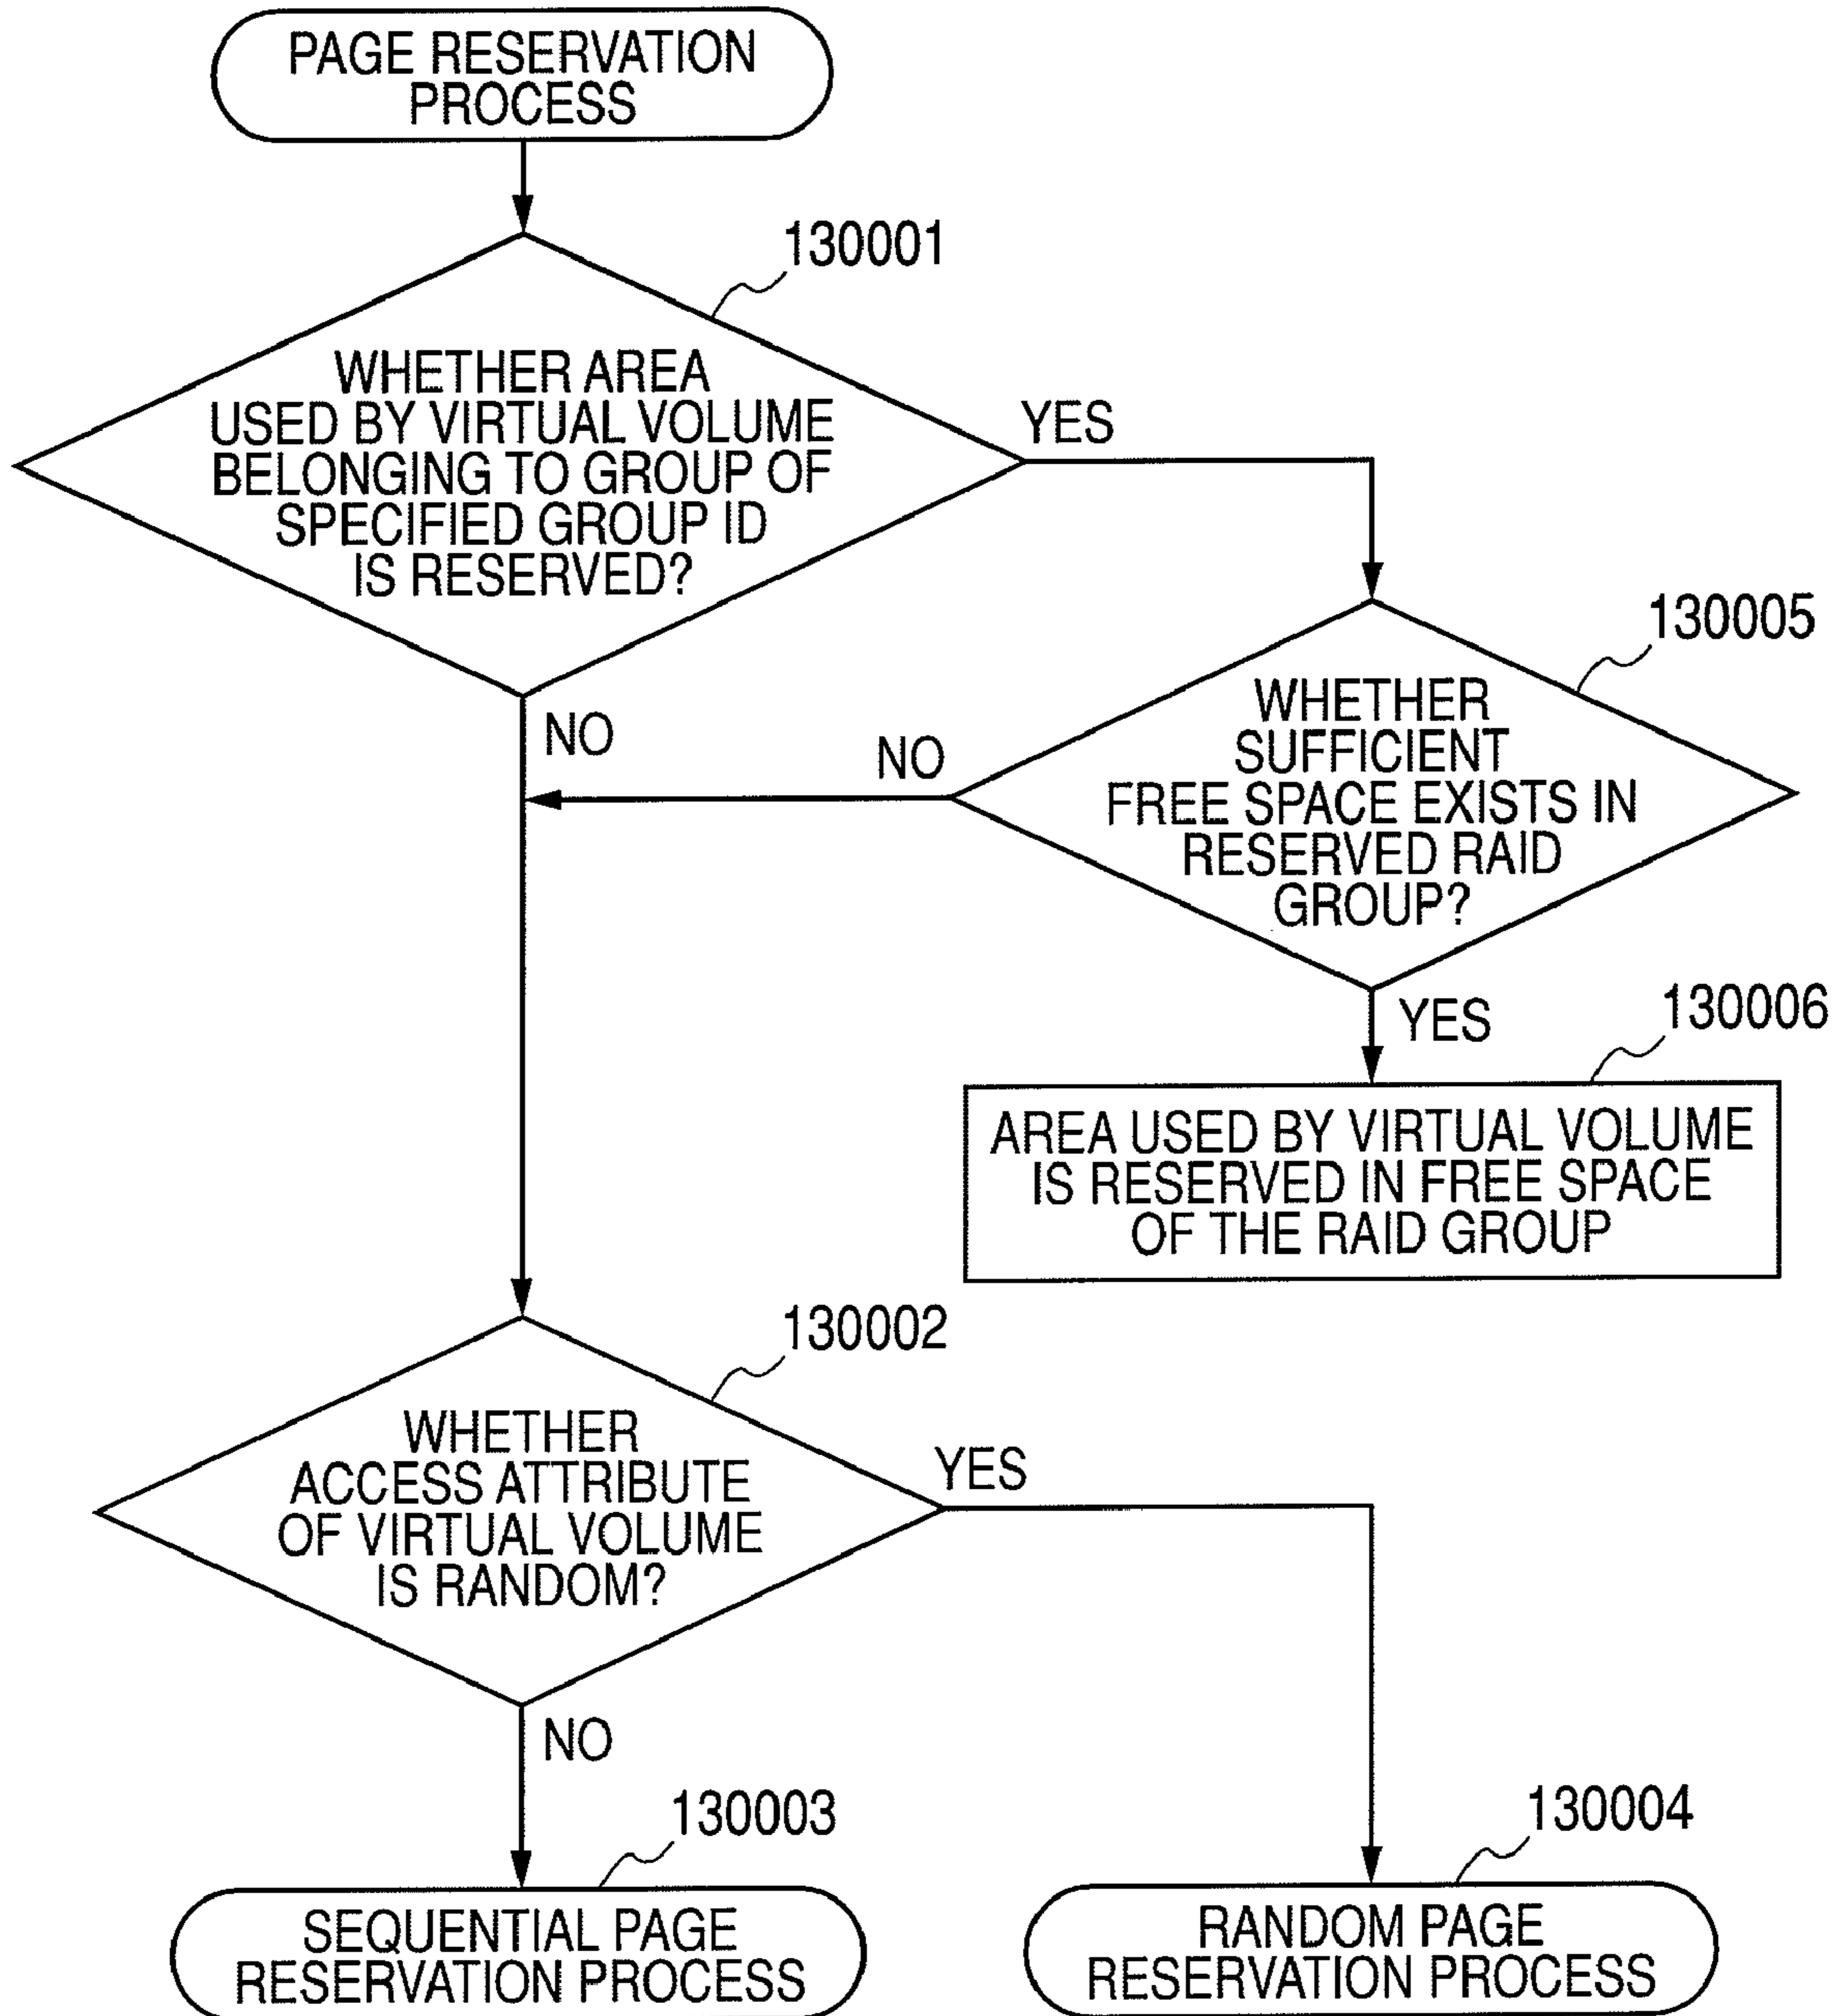 PAGE RESERVATION
PROCESS
130001
WHETHER AREA
USED BY VIRTUAL VOLUME
BELONGING TO GROUP OF
SPECIFIED GROUP ID
IS RESERVED?
YES
NO
130005
WHETHER
SUFFICIENT
FREE SPACE EXISTS IN
RESERVED RAID
GROUP?
NO
YES
130006
AREA USED BY VIRTUAL VOLUME
IS RESERVED IN FREE SPACE
OF THE RAID GROUP
130002
WHETHER
ACCESS ATTRIBUTE
OF VIRTUAL VOLUME
IS RANDOM?
YES
NO
130003
SEQUENTIAL PAGE
RESERVATION PROCESS
130004
RANDOM PAGE
RESERVATION PROCESS